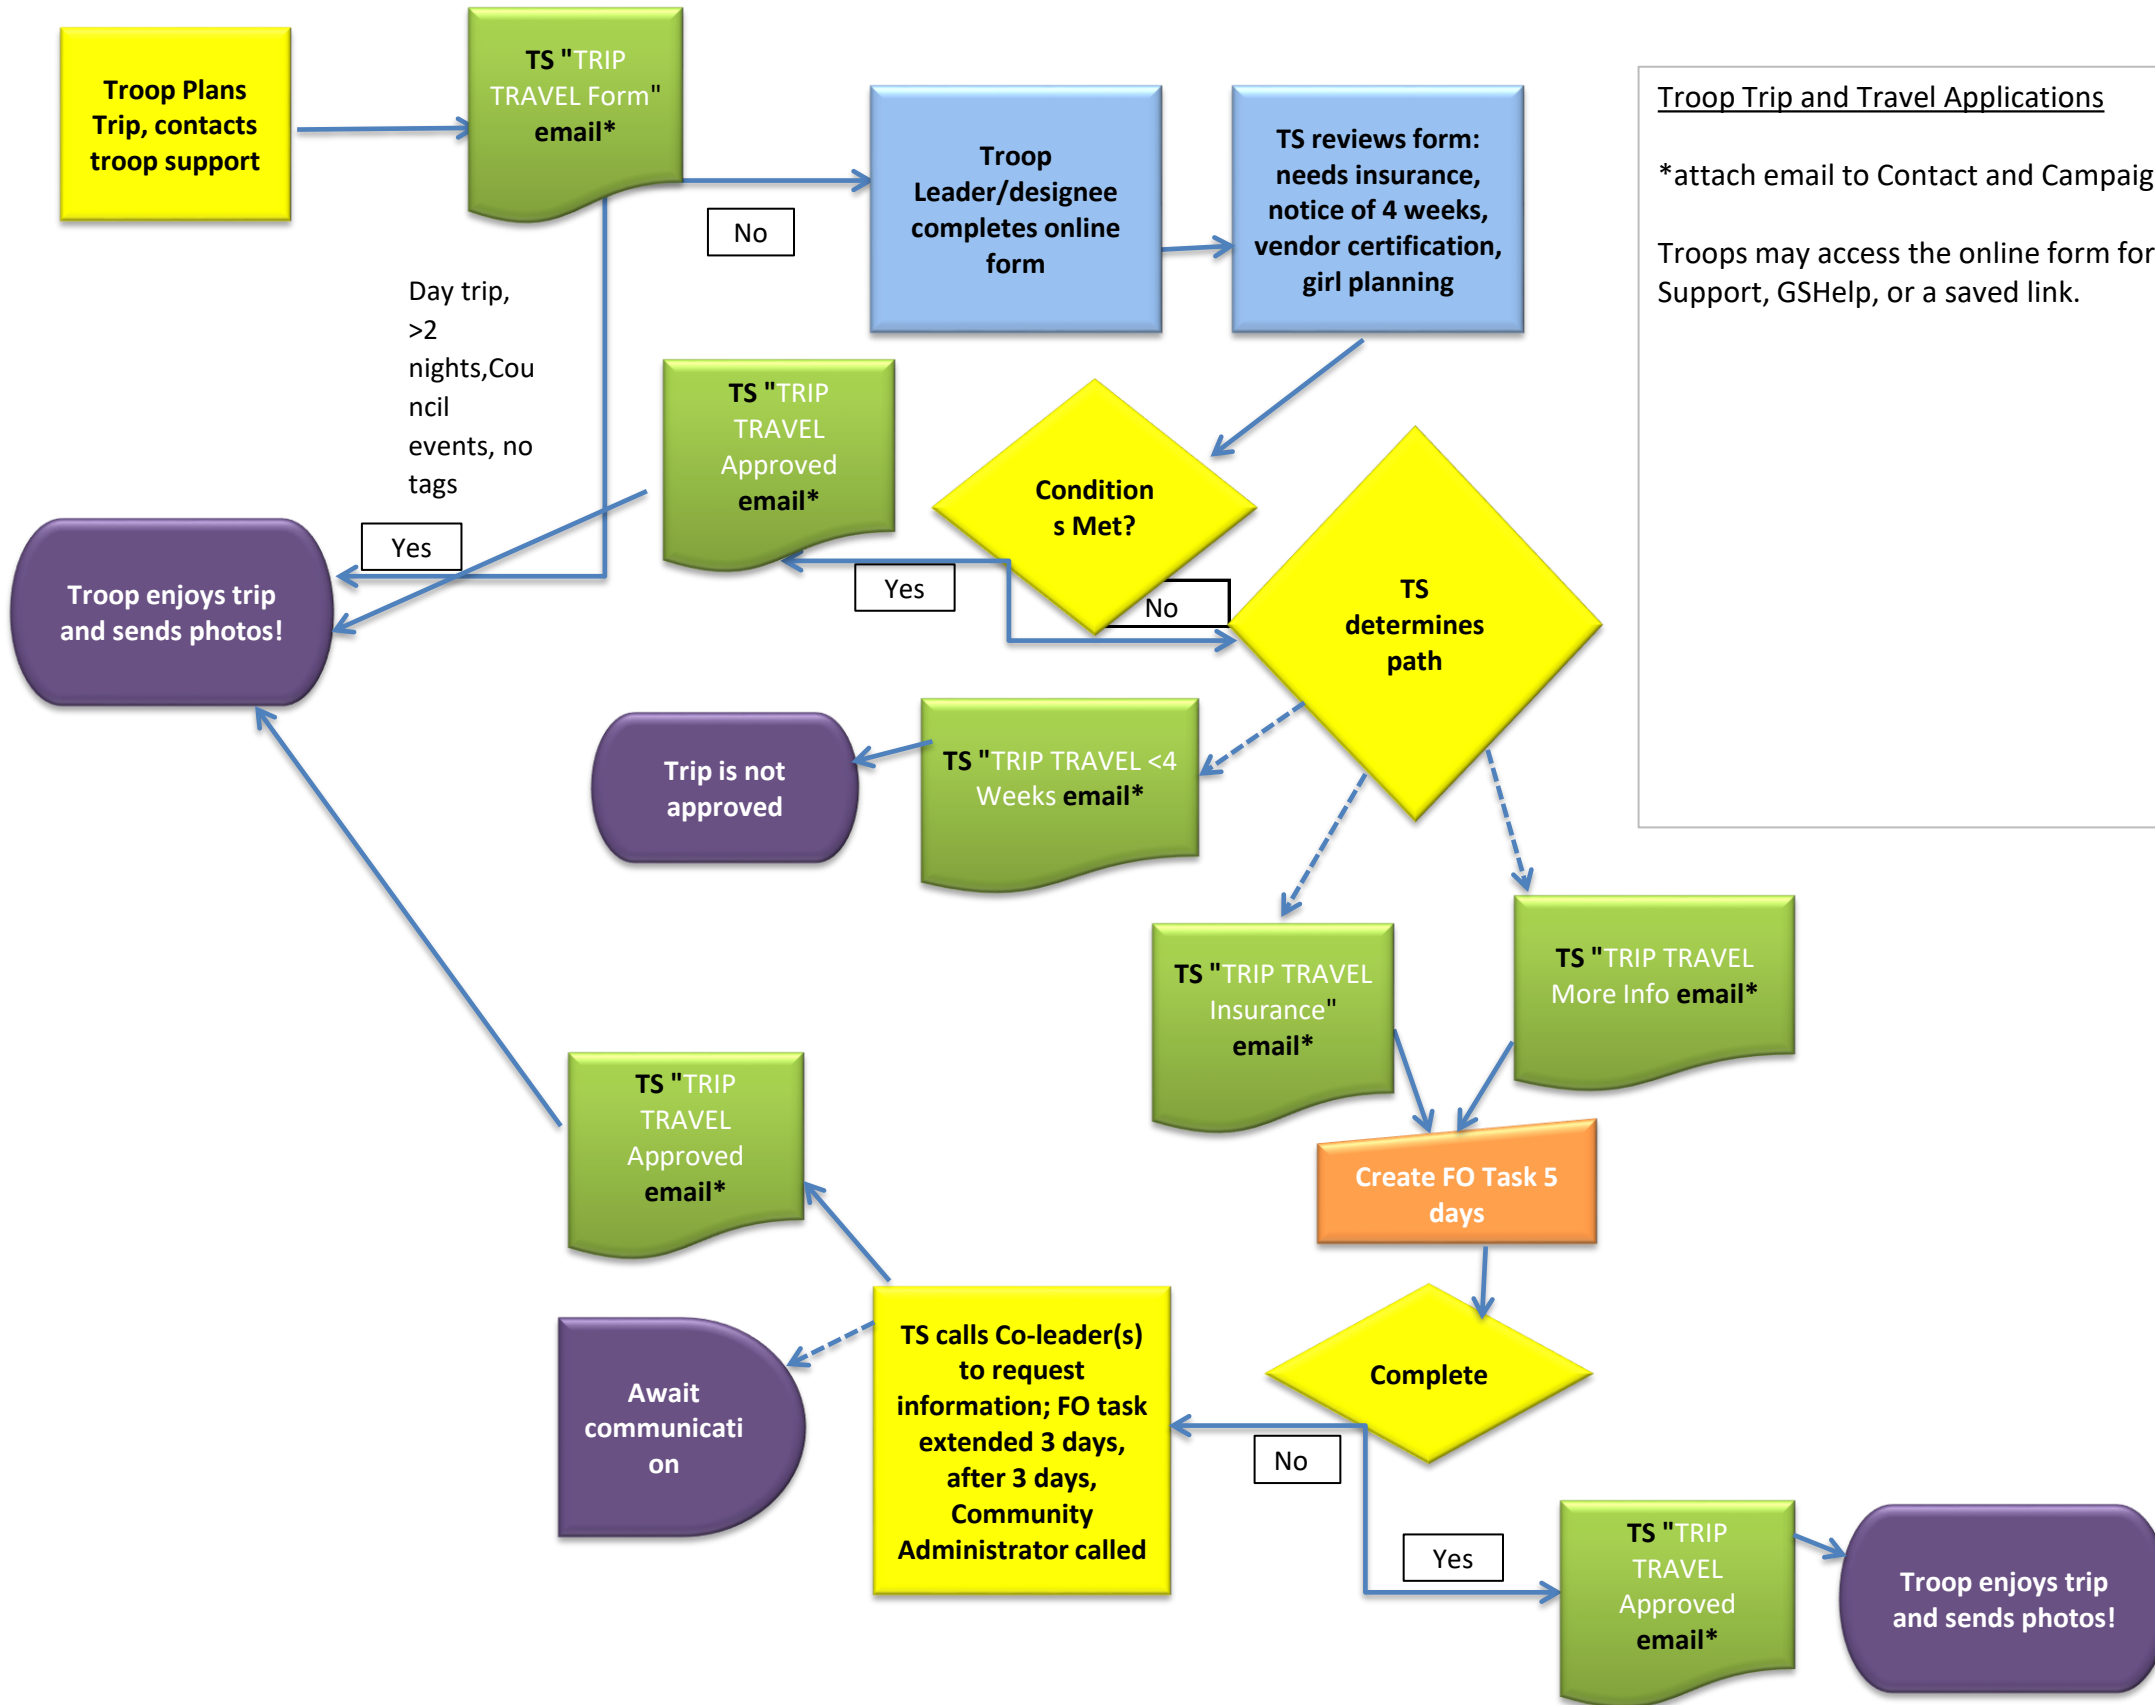 Troop Plans
Trip, contacts
troop support
TS "TRIP
TRAVEL Form"
email*
No
Troop
Leader/designee
completes online
form
TS reviews form:
needs insurance,
notice of 4 weeks,
vendor certification,
girl planning
Troop Trip and Travel Applications
*attach email to Contact and Campaig
Troops may access the online form for
Support, GSHelp, or a saved link.
Day trip,
>2
nights,Cou
ncil
events, no
tags
Yes
TS "TRIP
TRAVEL
Approved
email*
Condition
s Met?
Yes
No
TS
determines
path
Troop enjoys trip
and sends photos!
Trip is not
approved
TS "TRIP TRAVEL <4
Weeks email*
TS "TRIP TRAVEL
Insurance"
email*
TS "TRIP TRAVEL
More Info email*
Create FO Task 5
days
TS "TRIP
TRAVEL
Approved
email*
Await
communicati
on
TS calls Co-leader(s)
to request
information; FO task
extended 3 days,
after 3 days,
Community
Administrator called
Complete
No
Yes
TS "TRIP
TRAVEL
Approved
email*
Troop enjoys trip
and sends photos!